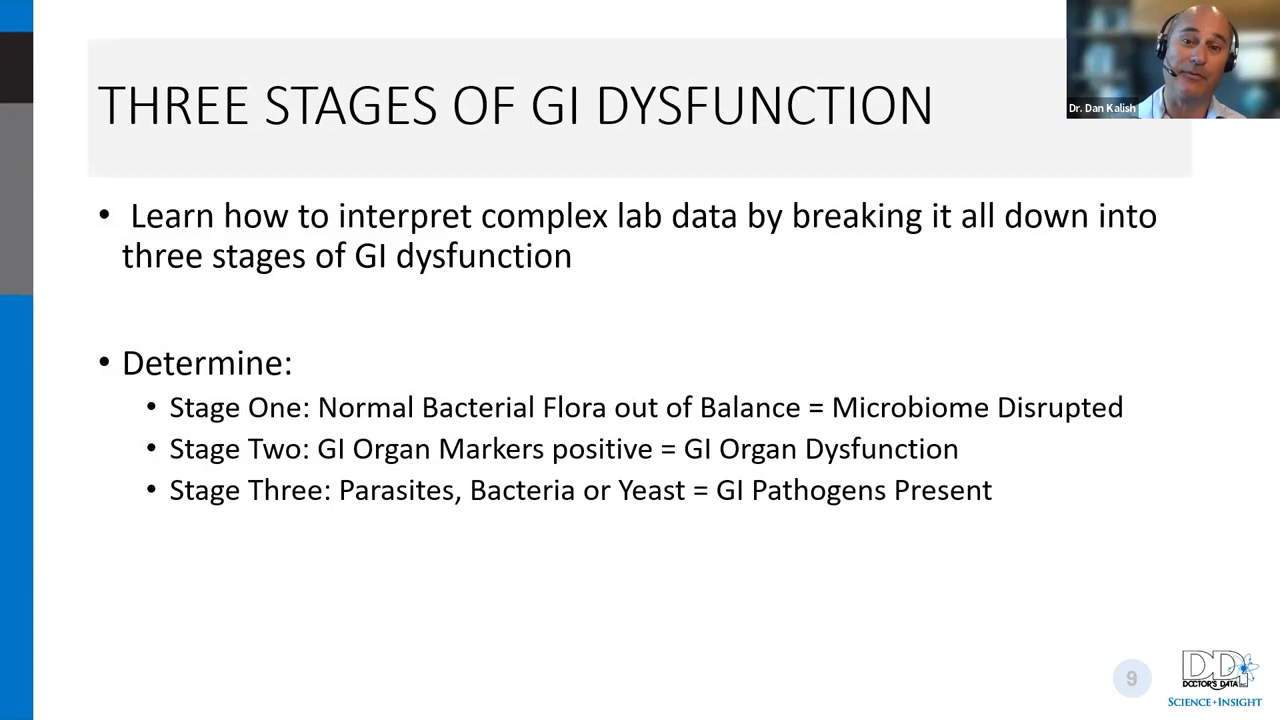 THREE STAGES OF GI DYSFUNCTION
Dr. Dan Kalish
• Learn how to interpret complex lab data by breaking it all down into
three stages of GI dysfunction
• Determine:
• Stage One: Normal Bacterial Flora out of Balance = Microbiome Disrupted
• Stage Two: GI Organ Markers positive = GI Organ Dysfunction
• Stage Three: Parasites, Bacteria or Yeast = GI Pathogens Present
9
DDI
DOCTOR'S DATA
SCIENCE + INSIGHT